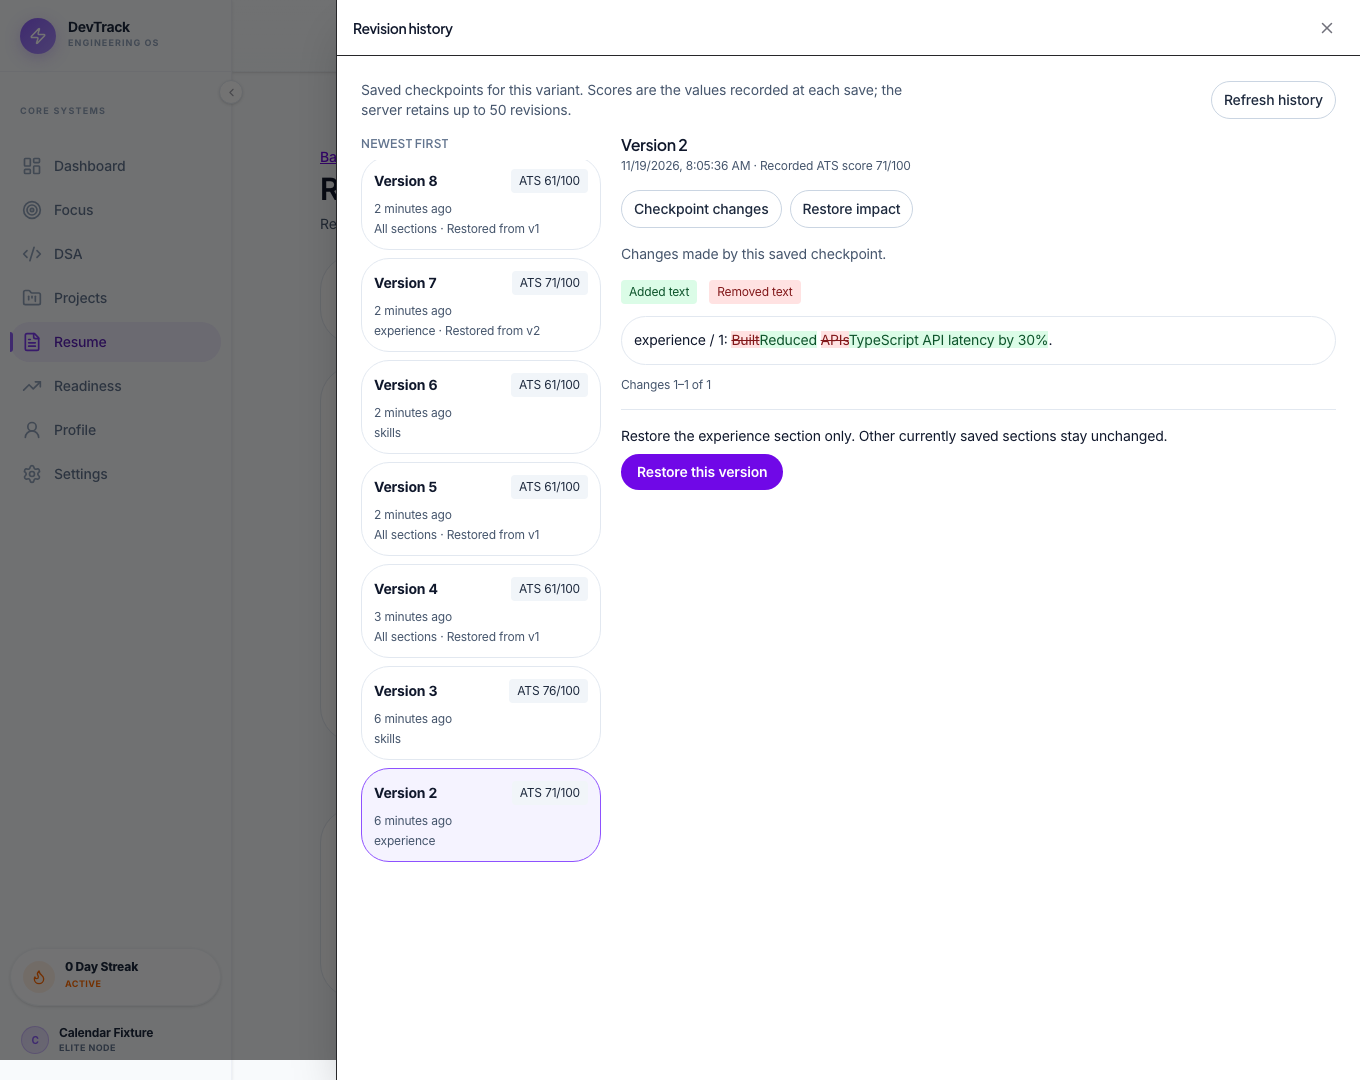 DevTrack
ENGINEERING OS
CORE SYSTEMS
Dashboard
Focus
DSA
Projects
Resume
Readiness
Profile
Settings
0 Day Streak
ACTIVE
C
Calendar Fixture
ELITE NODE
Ba
R
Re
Revision history
Saved checkpoints for this variant. Scores are the values recorded at each save; the
server retains up to 50 revisions.
Refresh history
NEWEST FIRST
Version 8
ATS 61/100
2 minutes ago
All sections · Restored from v1
Version 7
ATS 71/100
2 minutes ago
experience · Restored from v2
Version 6
ATS 61/100
2 minutes ago
skills
Version 5
ATS 61/100
2 minutes ago
All sections · Restored from v1
Version 4
ATS 61/100
3 minutes ago
All sections · Restored from v1
Version 3
ATS 76/100
6 minutes ago
skills
Version 2
ATS 71/100
6 minutes ago
experience
Version 2
11/19/2026, 8:05:36 AM · Recorded ATS score 71/100
Checkpoint changes
Restore impact
Changes made by this saved checkpoint.
Added text
Removed text
experience / 1: BuiltReduced APIsTypeScript API latency by 30%.
Changes 1–1 of 1
Restore the experience section only. Other currently saved sections stay unchanged.
Restore this version